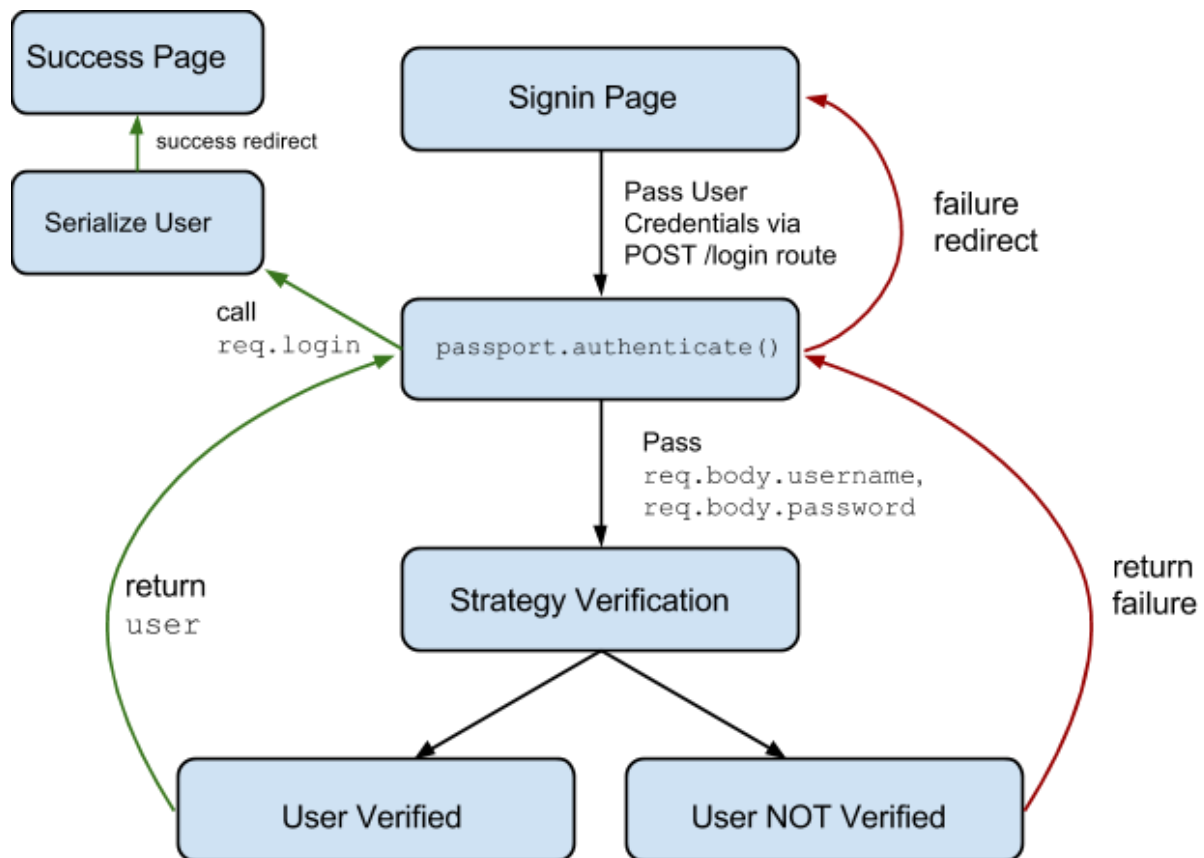 Success Page
Signin Page
success redirect
Serialize User
Pass User
Credentials via
POST /login route
failure
redirect
call
req.login
passport.authenticate()
Pass
req.body.username,
req.body.password
return
user
Strategy Verification
return
failure
User Verified
User NOT Verified